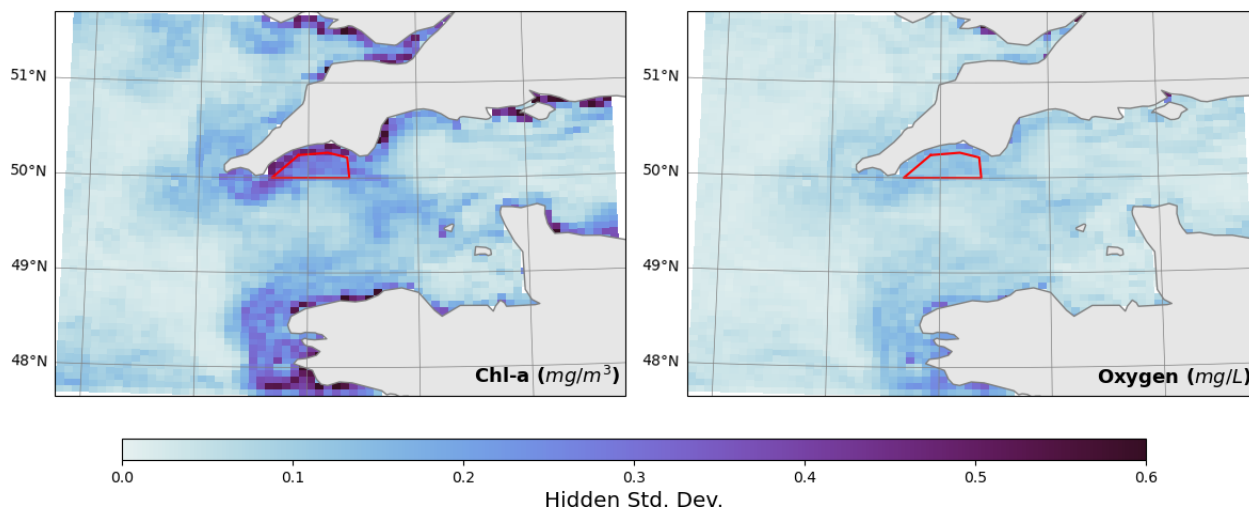 51°N
50°N
49°N
48°N
Chl-a (mg/m³)
51°N
50°N
49°N
48°N
Oxygen (mg/L)
0.0 0.1 0.2 0.3 0.4 0.5 0.6
Hidden Std. Dev.